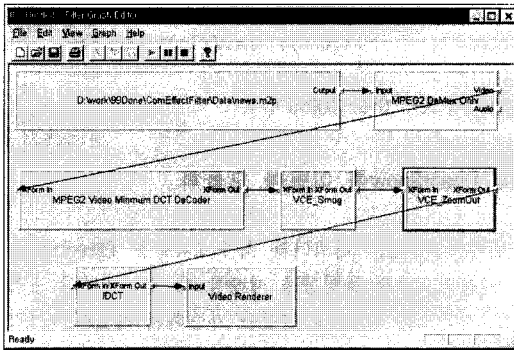 Filter Graph Editor
File Edit View Graph Help
D:\work\99Done\ComEffectFilter\Data\news.m2p
Output
Input
MPEG2 DeMux Only
Video
Audio
XForm In
XForm Out
MPEG2 Video Minimum DCT DeCoder
XForm In XForm Out
VCE_Smog
XForm In
XForm Out
VCE_ZoomOut
XForm In XForm Out
IDCT
Input
Video Renderer
Ready